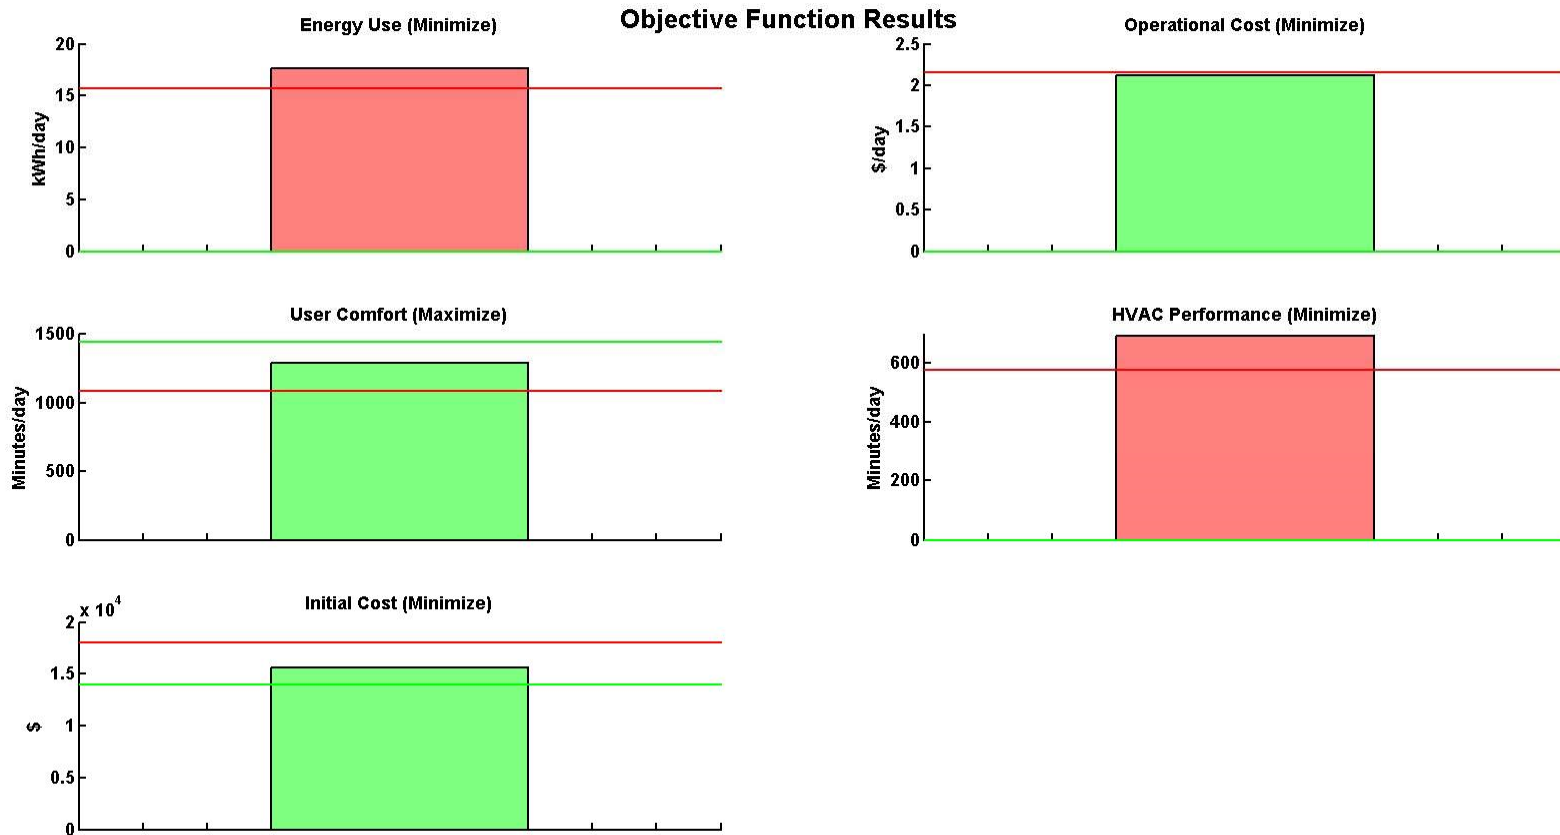 Objective Function Results
Energy Use (Minimize)
20
15
10
5
0
kWh/day
Operational Cost (Minimize)
2.5
2
1.5
1
0.5
0
$/day
User Comfort (Maximize)
1500
1000
500
0
Minutes/day
HVAC Performance (Minimize)
600
400
200
0
Minutes/day
Initial Cost (Minimize)
x 10^4
2
1.5
1
0.5
0
$